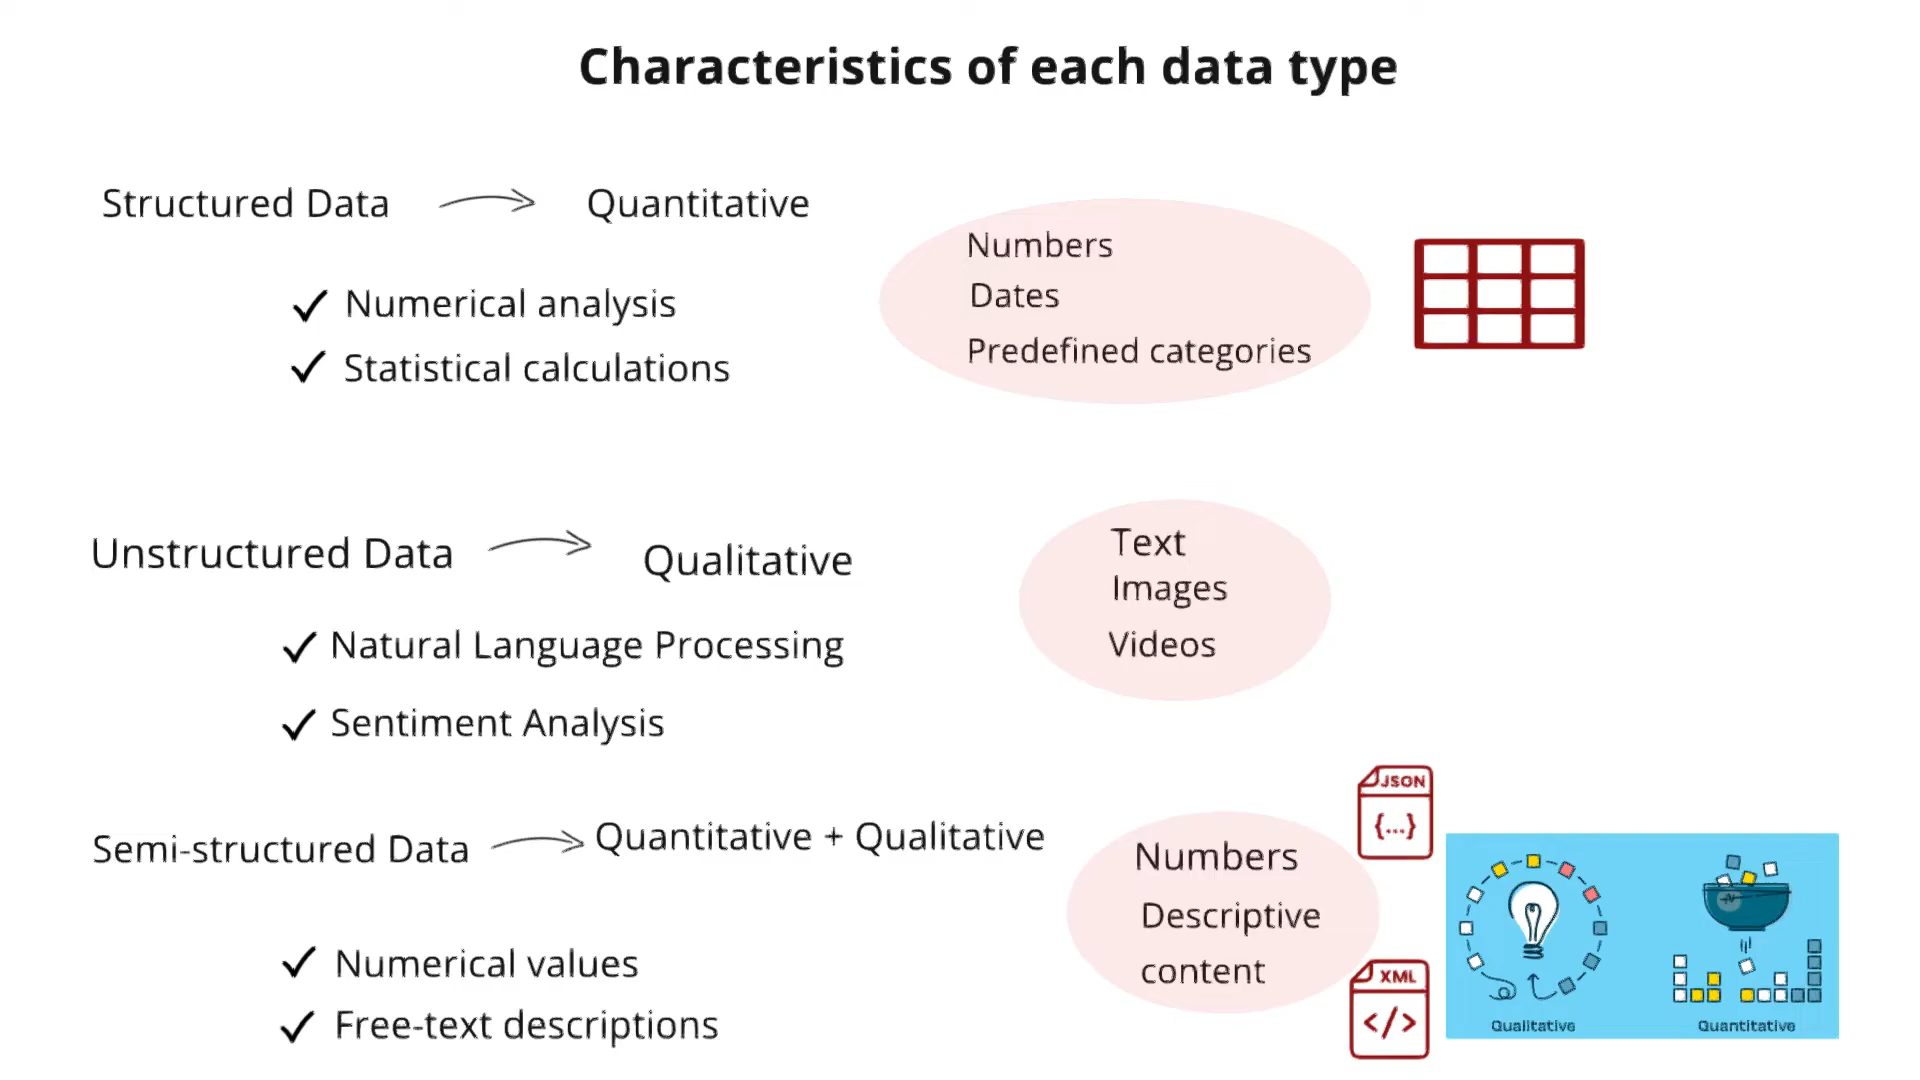 Characteristics of each data type
Structured Data
Quantitative
Numerical analysis
Statistical calculations
Numbers
Dates
Predefined categories
Unstructured Data
Qualitative
Natural Language Processing
Sentiment Analysis
Text
Images
Videos
Semi-structured Data
Quantitative + Qualitative
Numerical values
Free-text descriptions
Numbers
Descriptive
content
JSON
{...}
XML
</>
Qualitative
Quantitative